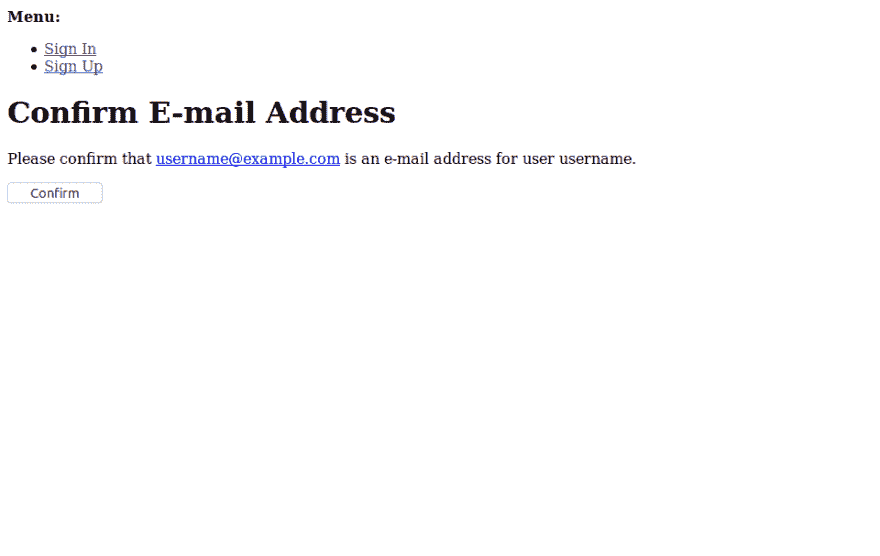 Menu:
Sign In
Sign Up
Confirm E-mail Address
Please confirm that username@example.com is an e-mail address for user username.
Confirm